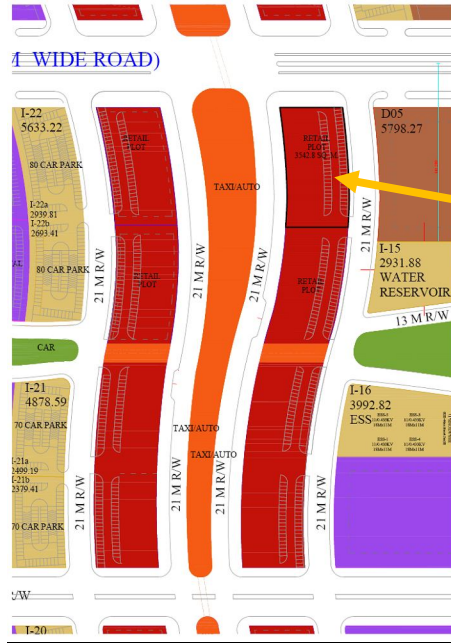 M WIDE ROAD)
I-22
5633.22
80 CAR PARK
I-22a
2939.81
I-22b
2693.41
80 CAR PARK
21 M R/W
RETAIL
PLOT
RETAIL
PLOT
TAXI/AUTO
21 M R/W
21 M R/W
RETAIL
PLOT
RETAIL
PLOT
21 M R/W
D05
5798.27
I-15
2931.88
WATER
RESERVOIR
13 M R/W
CAR
I-21
4878.59
70 CAR PARK
I-21a
2499.19
I-21b
2379.41
70 CAR PARK
21 M R/W
TAXI/AUTO
TAXI/AUTO
21 M R/W
21 M R/W
I-16
3992.82
ESS
R/W
I-20